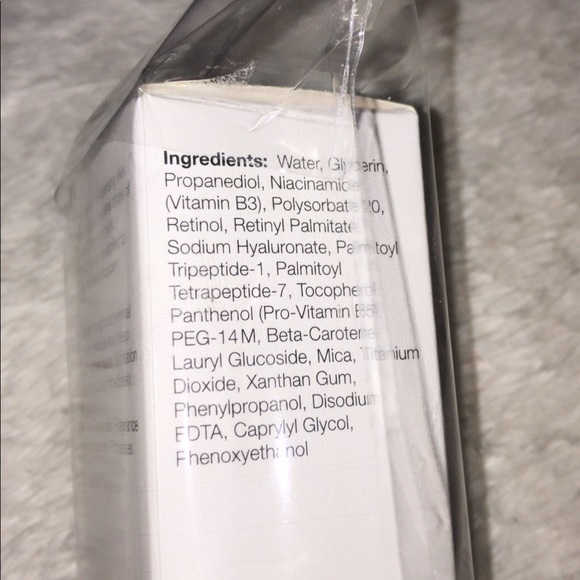 Ingredients: Water, Glycerin,
Propanediol, Niacinamide
(Vitamin B3), Polysorbate 20,
Retinol, Retinyl Palmitate
Sodium Hyaluronate, Palmitoyl
Tripeptide-1, Palmitoyl
Tetrapeptide-7, Tocopherol
Panthenol (Pro-Vitamin B5)
PEG-14M, Beta-Carotene
Lauryl Glucoside, Mica, Titanium
Dioxide, Xanthan Gum,
Phenylpropanol, Disodium
EDTA, Caprylyl Glycol,
Phenoxyethanol